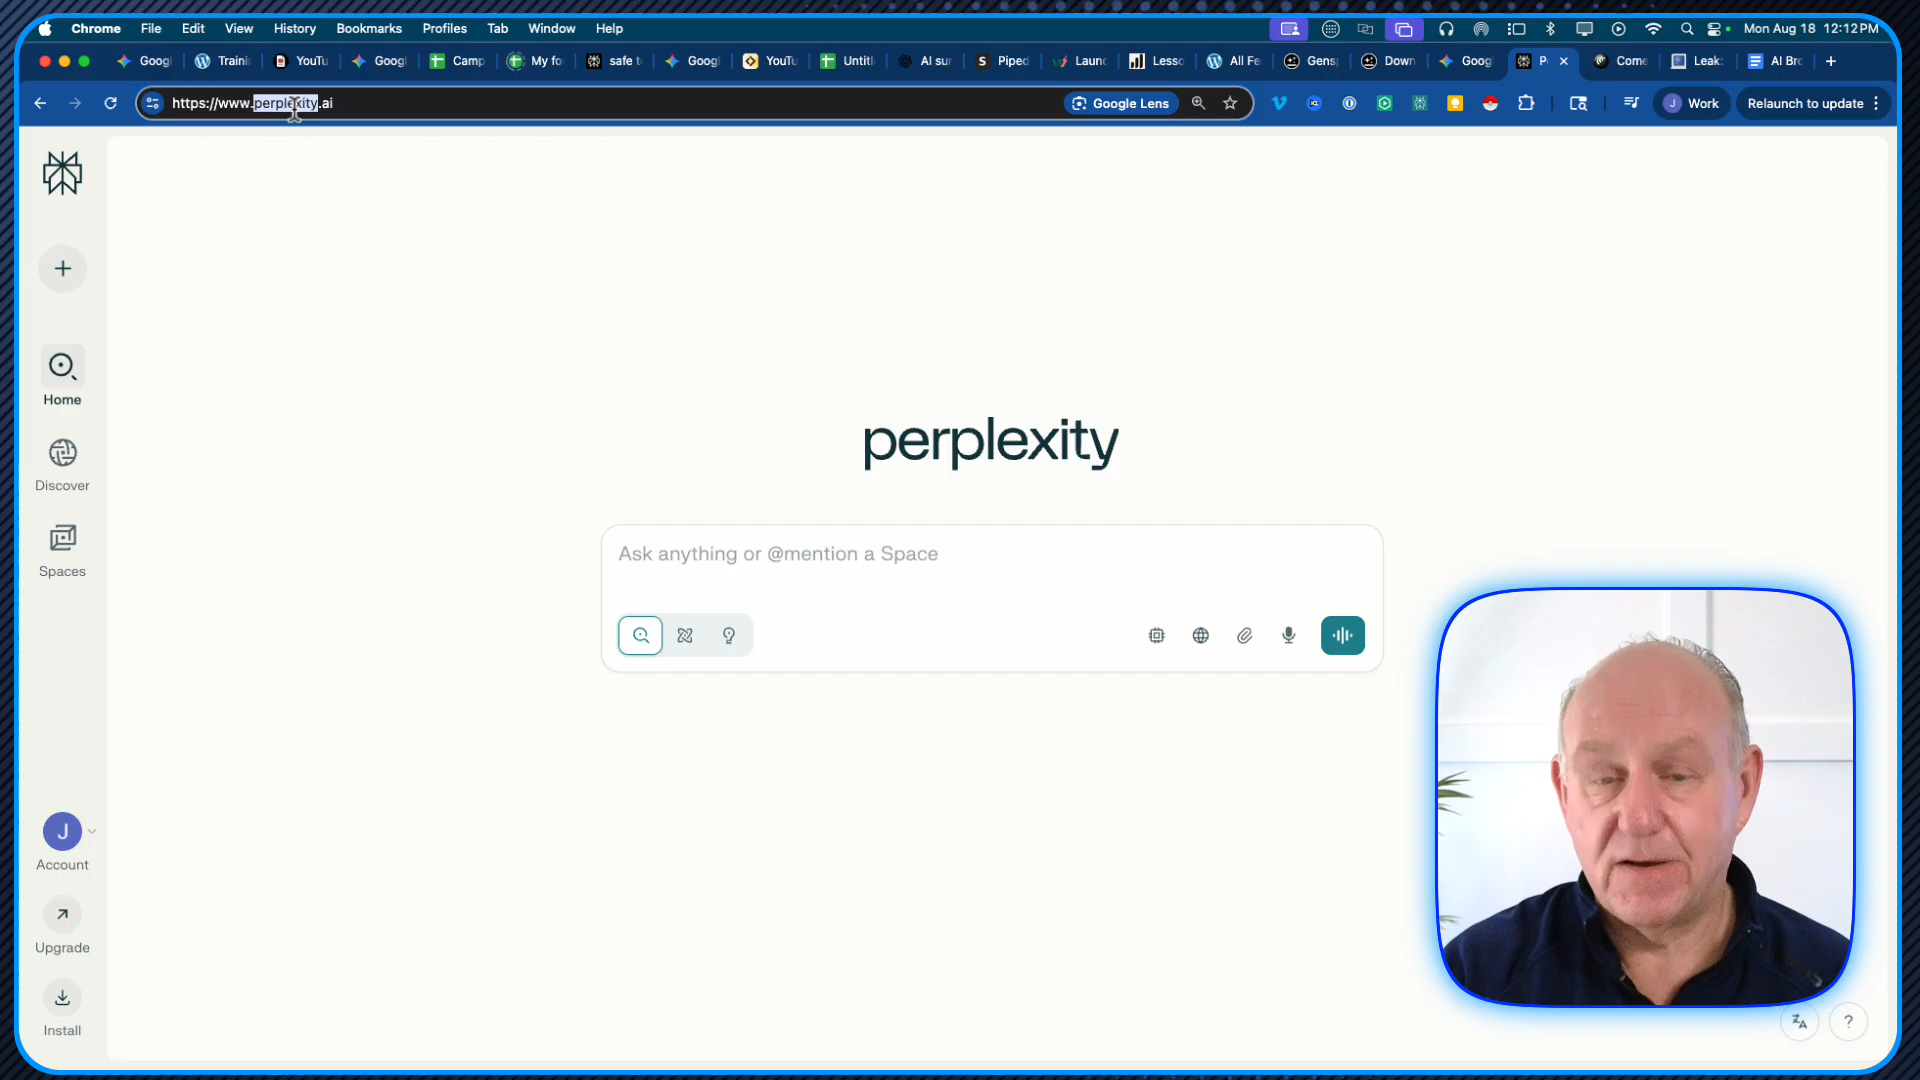 Chrome File Edit View History Bookmarks Profiles Tab Window Help Mon Aug 18 12:12 PM
Googl Traini YouTu Googl Camp My fo safe t Googl YouTu Untitl AI sur Piped Launc Lesso All Fe Gensp Down Googl Pe Come Leak: AI Bro
https://www.perplexity.ai Google Lens J Work Relaunch to update
Home
Discover
Spaces
perplexity
Ask anything or @mention a Space
J
Account
Upgrade
Install